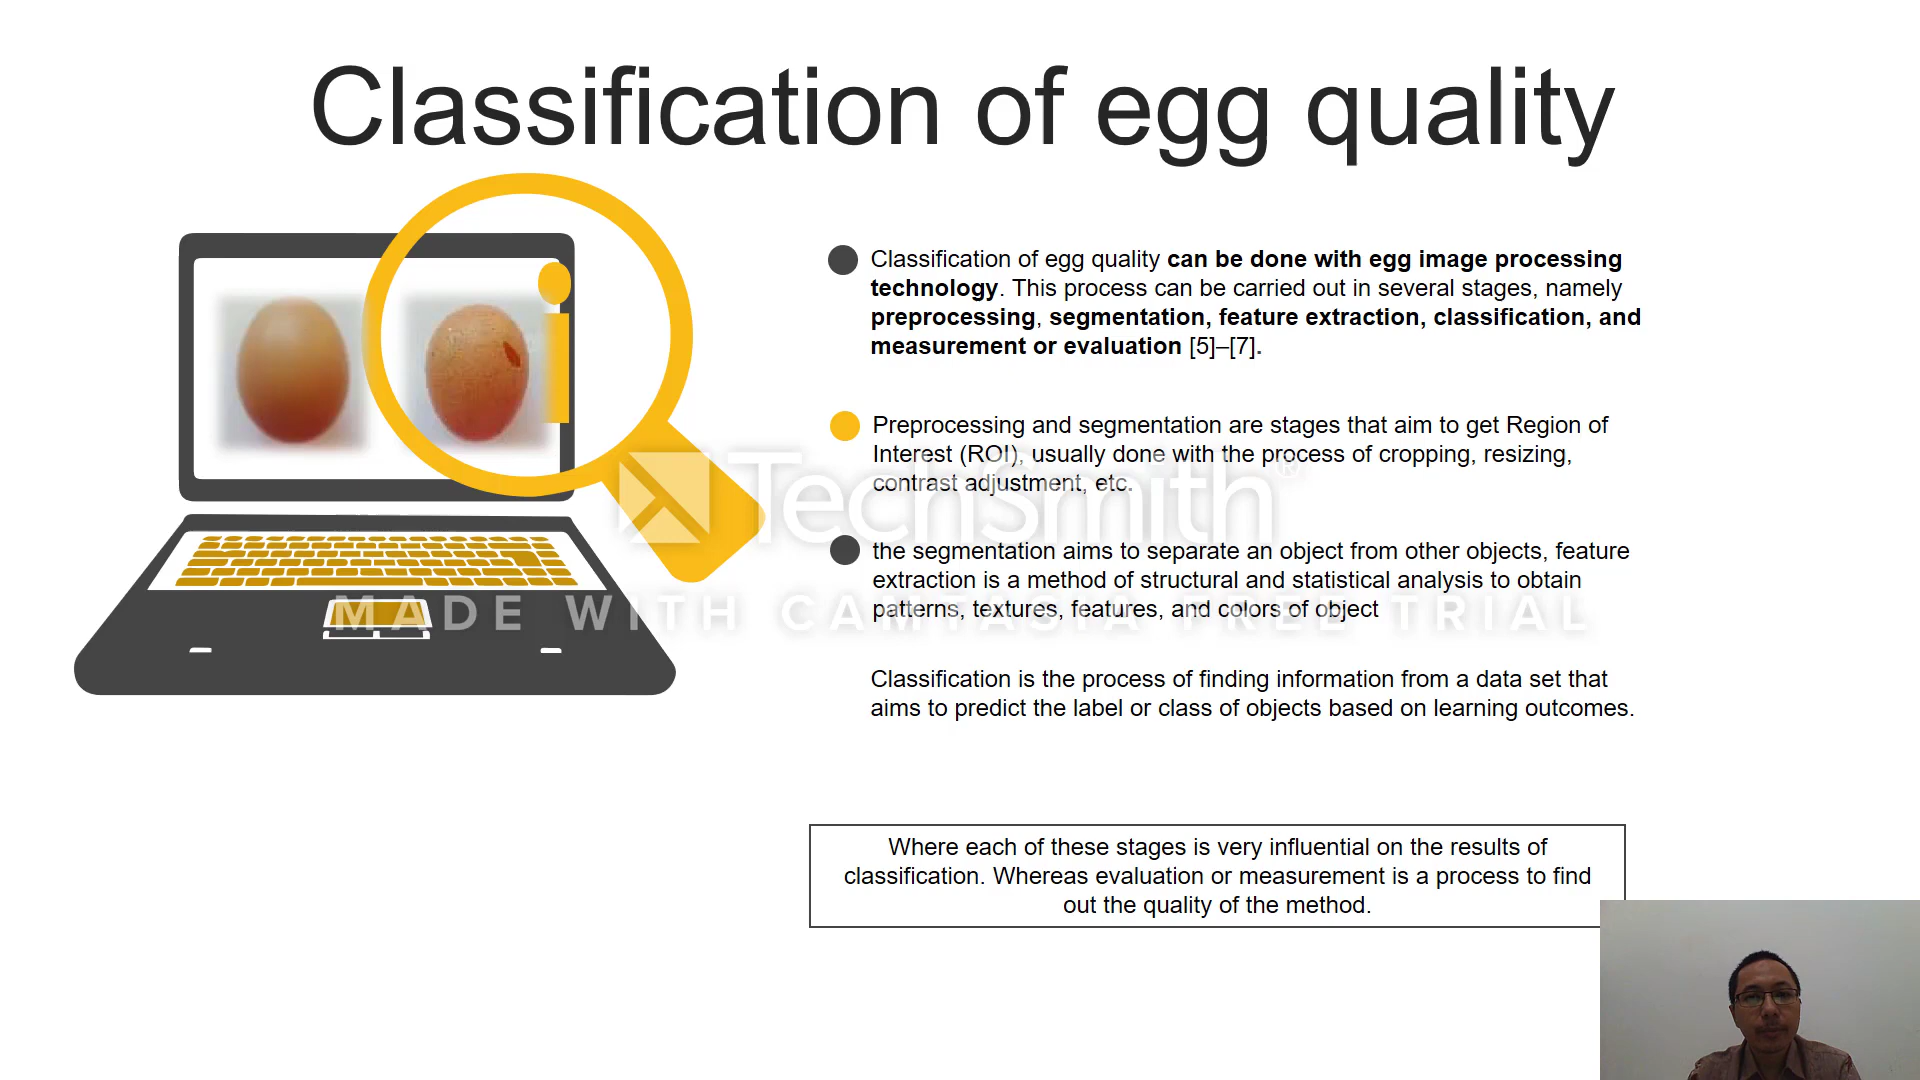 Classification of egg quality
Classification of egg quality can be done with egg image processing
technology. This process can be carried out in several stages, namely
preprocessing, segmentation, feature extraction, classification, and
measurement or evaluation [5]–[7].
Preprocessing and segmentation are stages that aim to get Region of
Interest (ROI), usually done with the process of cropping, resizing,
contrast adjustment, etc.
TechSmith®
the segmentation aims to separate an object from other objects, feature
extraction is a method of structural and statistical analysis to obtain
patterns, textures, features, and colors of object
MADE WITH CAMTASIA FREE TRIAL
Classification is the process of finding information from a data set that
aims to predict the label or class of objects based on learning outcomes.
Where each of these stages is very influential on the results of
classification. Whereas evaluation or measurement is a process to find
out the quality of the method.